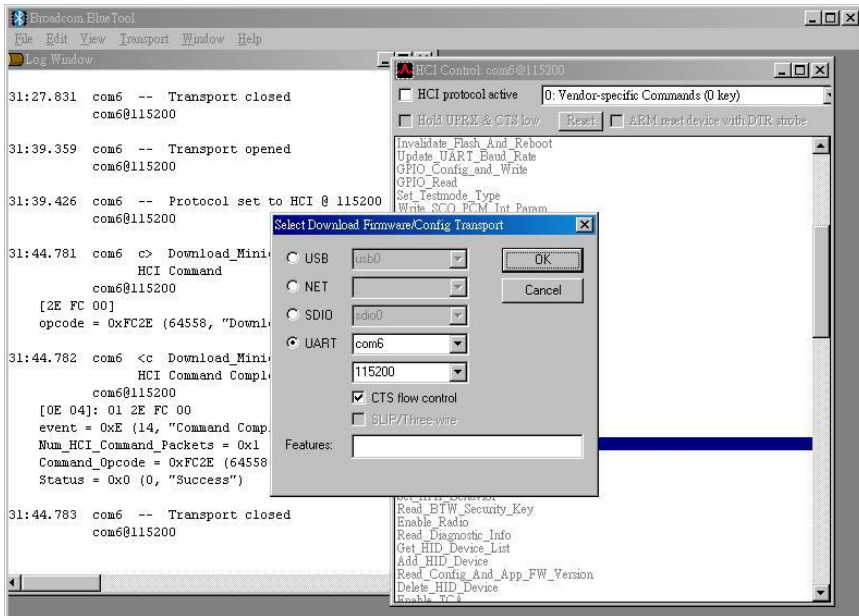 Broadcom BlueTool
File Edit View Transport Window Help
Log Window
31:27.831 com6 -- Transport closed
com6@115200
31:39.359 com6 -- Transport opened
com6@115200
31:39.426 com6 -- Protocol set to HCI @ 115200
com6@115200
31:44.781 com6 c> Download_Mini
HCI Command
com6@115200
[2E FC 00]
opcode = 0xFC2E (64558, "Downl
31:44.782 com6 <c Download_Mini
HCI Command Compl
com6@115200
[0E 04]: 01 2E FC 00
event = 0xE (14, "Command Comp
Num_HCI_Command_Packets = 0x1
Command_Opcode = 0xFC2E (64558
Status = 0x0 (0, "Success")
31:44.783 com6 -- Transport closed
com6@115200
HCI Control: com6@115200
HCI protocol active
0: Vendor-specific Commands (0 key)
Hold UPRX & CTS low
Reset
ARM reset device with DTR strobe
Invalidate_Flash_And_Reboot
Update_UART_Baud_Rate
GPIO_Config_and_Write
GPIO_Read
Set_Testmode_Type
Write_SCO_PCM_Int_Param
Read_BTW_Security_Key
Enable_Radio
Read_Diagnostic_Info
Get_HID_Device_List
Add_HID_Device
Read_Config_And_App_FW_Version
Delete_HID_Device
Enable_TCA
Select Download Firmware/Config Transport
USB
usb0
NET
SDIO
sdio0
UART
com6
115200
CTS flow control
SLIP/Three-wire
Features:
OK
Cancel